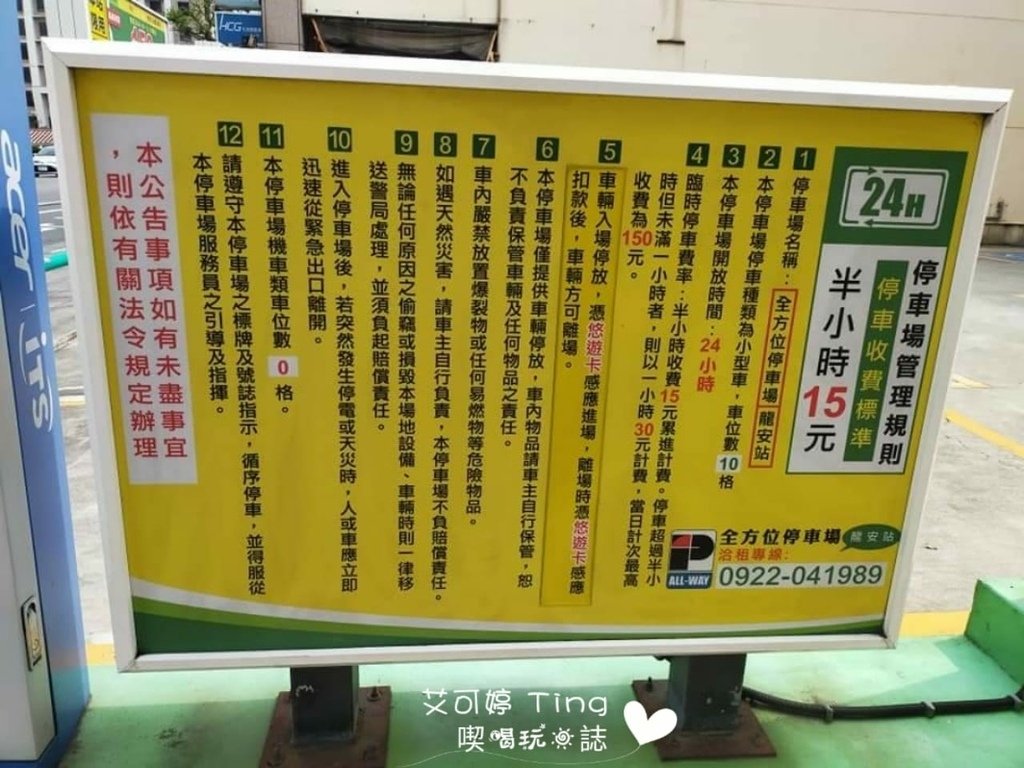 24H
停車場管理規則
停車收費標準
半小時15元
1 停車場名稱：全方位停車場 龍安站
2 本停車場停車種類為小型車，車位數10格
3 本停車場開放時間：24小時
4 臨時停車費率：半小時收費15元累進計費。停車超過半小
時但未滿一小時者，則以一小時30元計費，當日計次最高
收費為150元。
5 車輛入場停放，憑悠遊卡感應進場，離場時憑悠遊卡感應
扣款後，車輛方可離場。
6 本停車場僅提供車輛停放，車內物品請車主自行保管，恕
不負責保管車輛及任何物品之責任。
7 車內嚴禁放置爆裂物或任何易燃物等危險物品。
8 如遇天然災害，請車主自行負責，本停車場不負賠償責任。
9 無論任何原因之偷竊或損毀本場地設備、車輛時則一律移
送警局處理，並須負起賠償責任。
10 進入停車場後，若突然發生停電或天災時，人或車應立即
迅速從緊急出口離開。
11 本停車場機車類車位數0格。
12 請遵守本停車場之標牌及號誌指示，循序停車，並得服從
本停車場服務員之引導及指揮。
本公告事項如有未盡事宜
，則依有關法令規定辦理
P
ALL-WAY
全方位停車場 龍安站
洽租專線：
0922-041989
acer | iTS
HCG
艾可婷 Ting
喫喝玩樂誌